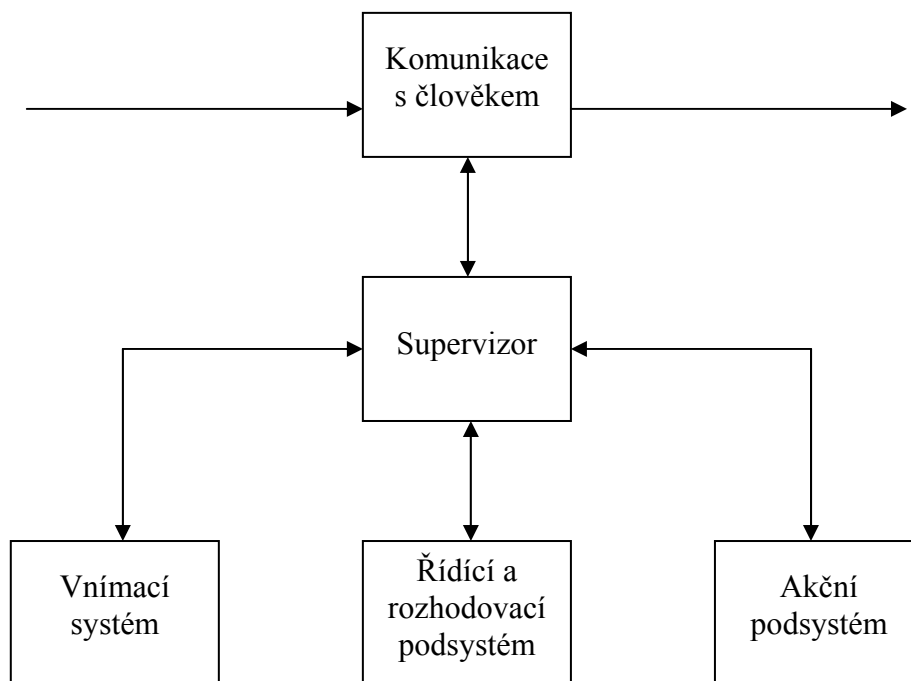 Komunikace
s člověkem
Supervizor
Vnímací
systém
Řídící a
rozhodovací
podsystém
Akční
podsystém